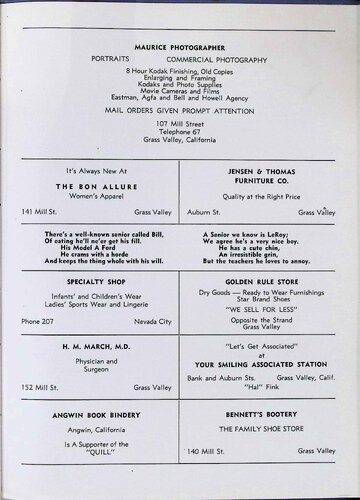 MAURICE PHOTOGRAPHER
PORTRAITS COMMERCIAL PHOTOGRAPHY
8 Hour Kodak Finishing, Old Copies
Enlarging and Framing
Kodaks and Photo Supplies
Movie Cameras and Films
Eastman, Agfa and Bell and Howell Agency
MAIL ORDERS GIVEN PROMPT ATTENTION
107 Mill Street
Telephone 67
Grass Valley, California
It's Always New At
THE BON ALLURE
Women's Apparel
141 Mill St. Grass Valley
JENSEN & THOMAS
FURNITURE CO.
Quality at the Right Price
Auburn St. Grass Valley
There's a well-known senior called Bill,
Of eating he'll ne'er get his fill.
His Model A Ford
He crams with a horde
And keeps the thing whole with his will.
A Senior we know is LeRoy;
We agree he's a very nice boy.
He has a cute chin,
An irresistible grin,
But the teachers he loves to annoy.
SPECIALTY SHOP
Infants' and Children's Wear
Ladies' Sports Wear and Lingerie
Phone 207 Nevada City
GOLDEN RULE STORE
Dry Goods — Ready to Wear Furnishings
Star Brand Shoes
"WE SELL FOR LESS"
Opposite the Strand
Grass Valley
H. M. MARCH, M.D.
Physician and
Surgeon
152 Mill St. Grass Valley
"Let's Get Associated"
at
YOUR SMILING ASSOCIATED STATION
Bank and Auburn Sts. Grass Valley, Calif.
"Hal" Fink
ANGWIN BOOK BINDERY
Angwin, California
Is A Supporter of the
"QUILL"
BENNETT'S BOOTERY
THE FAMILY SHOE STORE
140 Mill St. Grass Valley